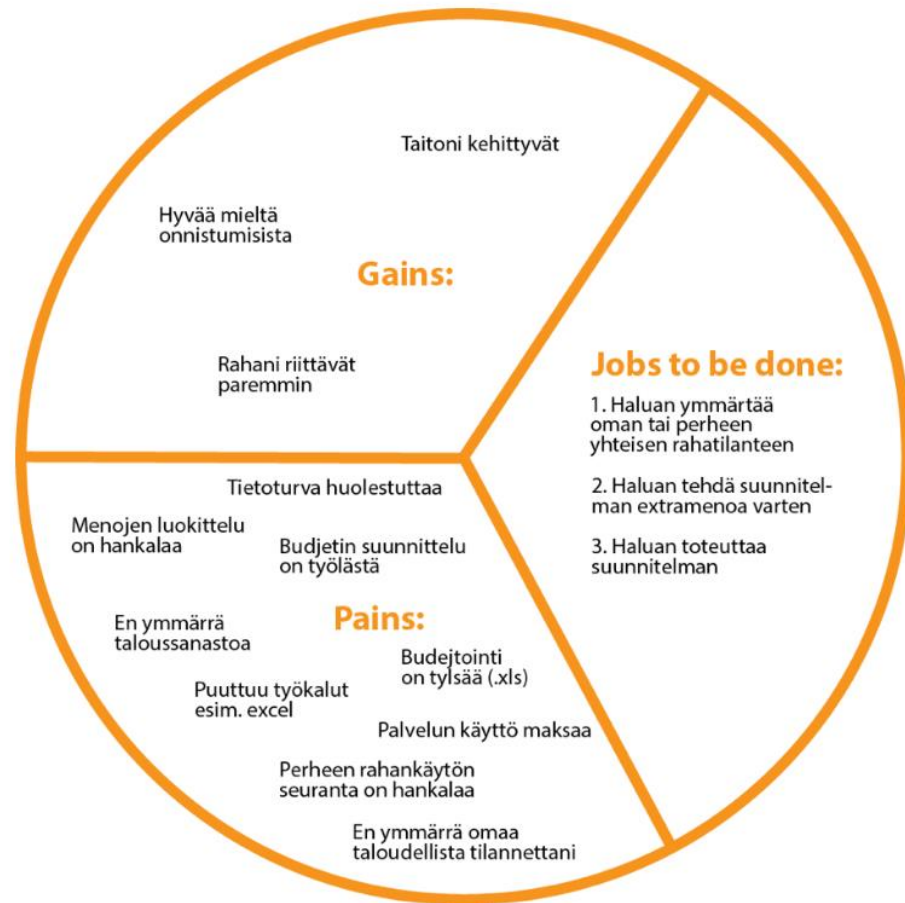 Taitoni kehittyvät
Hyvää mieltä
onnistumisista
Gains:
Rahani riittävät
paremmin
Jobs to be done:
1. Haluan ymmärtää
oman tai perheen
yhteisen rahatilanteen
2. Haluan tehdä suunnitel-
man extramenoa varten
3. Haluan toteuttaa
suunnitelman
Tietoturva huolestuttaa
Menojen luokittelu
on hankalaa
Budjetin suunnittelu
on työlästä
Pains:
En ymmärrä
taloussanastoa
Budejtointi
on tylsää (.xls)
Puuttuu työkalut
esim. excel
Palvelun käyttö maksaa
Perheen rahankäytön
seuranta on hankalaa
En ymmärrä omaa
taloudellista tilannettani